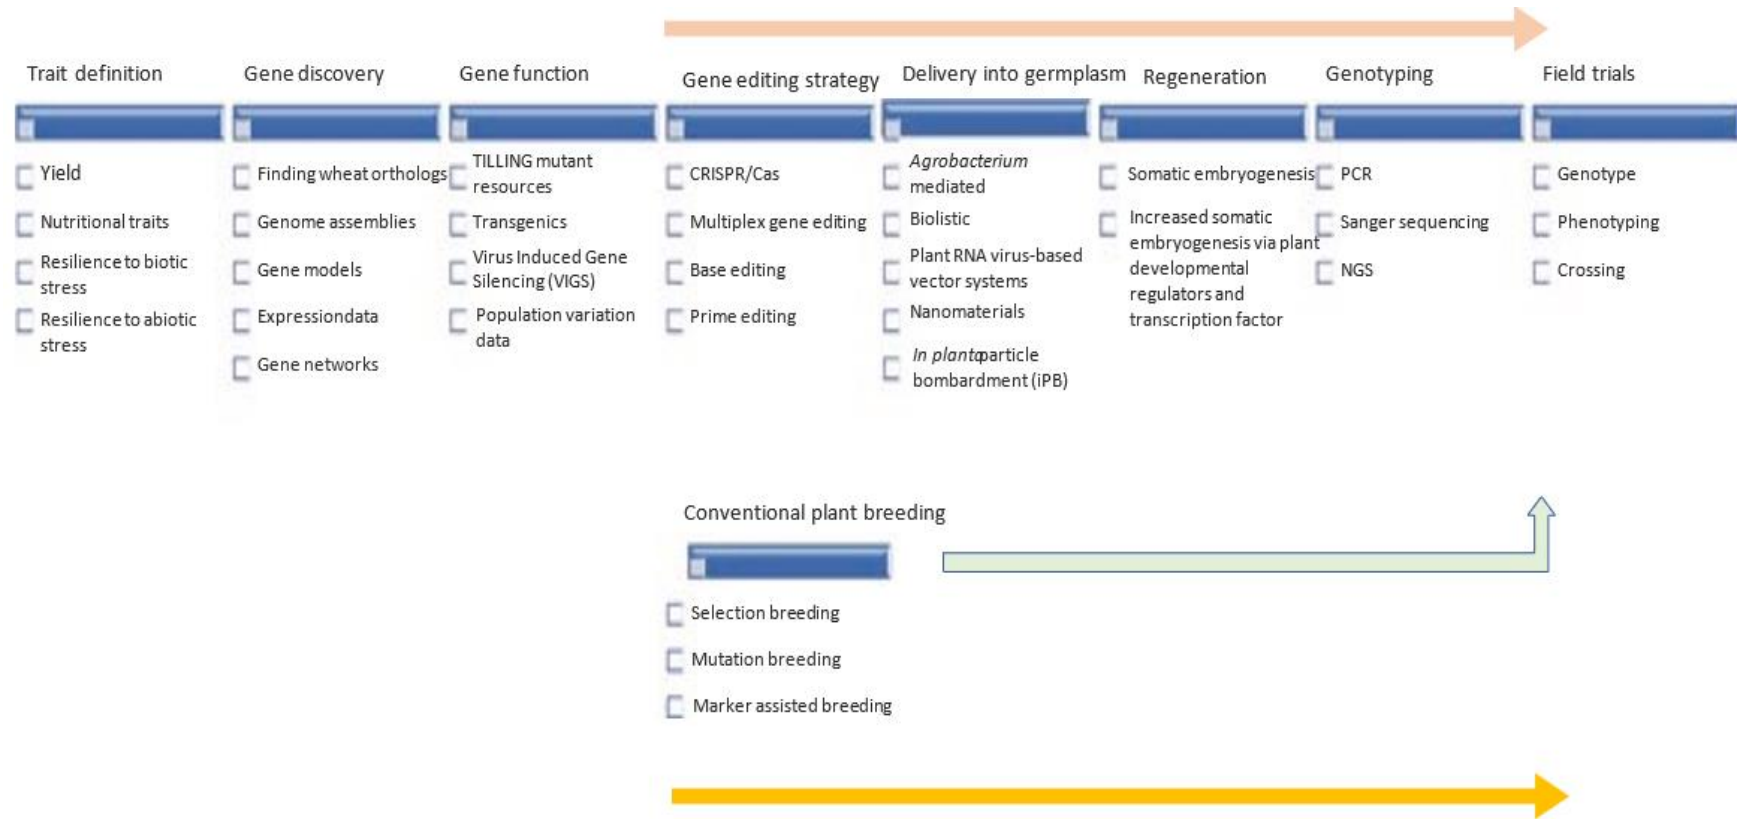 Trait definition
Yield
Nutritional traits
Resilience to biotic
stress
Resilience to abiotic
stress
Gene discovery
Finding wheat orthologs
Genome assemblies
Gene models
Expressiondata
Gene networks
Gene function
TILLING mutant
resources
Transgenics
Virus Induced Gene
Silencing (VIGS)
Population variation
data
Gene editing strategy
CRISPR/Cas
Multiplex gene editing
Base editing
Prime editing
Delivery into germplasm
Agrobacterium
mediated
Biolistic
Plant RNA virus-based
vector systems
Nanomaterials
In planta particle
bombardment (iPB)
Regeneration
Somatic embryogenesis
Increased somatic
embryogenesis via plant
developmental
regulators and
transcription factor
Genotyping
PCR
Sanger sequencing
NGS
Field trials
Genotype
Phenotyping
Crossing
Conventional plant breeding
Selection breeding
Mutation breeding
Marker assisted breeding